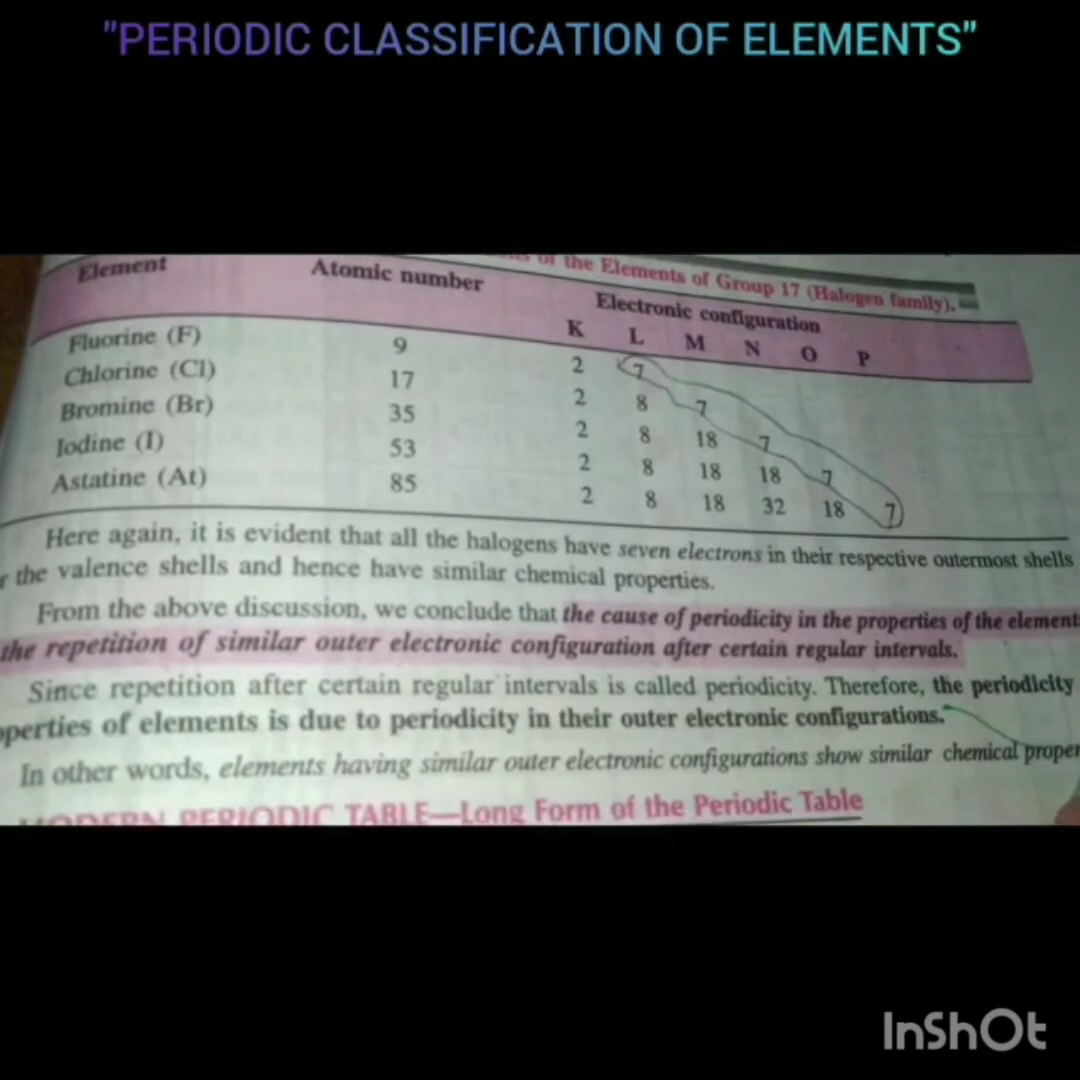 "PERIODIC CLASSIFICATION OF ELEMENTS"
of the Elements of Group 17 (Halogen family).
Element Atomic number Electronic configuration
K L M N O P
Fluorine (F) 9 2 7
Chlorine (Cl) 17 2 8 7
Bromine (Br) 35 2 8 18 7
Iodine (I) 53 2 8 18 18 7
Astatine (At) 85 2 8 18 32 18 7
Here again, it is evident that all the halogens have seven electrons in their respective outermost shells
r the valence shells and hence have similar chemical properties.
From the above discussion, we conclude that the cause of periodicity in the properties of the element
the repetition of similar outer electronic configuration after certain regular intervals.
Since repetition after certain regular intervals is called periodicity. Therefore, the periodicity
operties of elements is due to periodicity in their outer electronic configurations.
In other words, elements having similar outer electronic configurations show similar chemical proper
MODERN PERIODIC TABLE—Long Form of the Periodic Table
InShOt